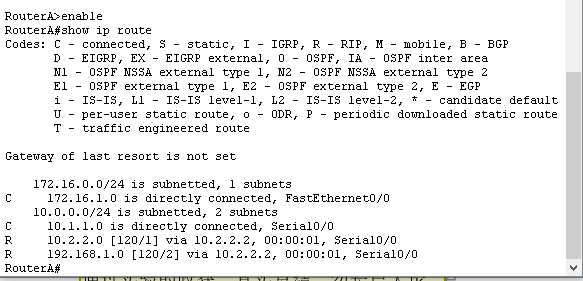 RouterA>enable
RouterA#show ip route
Codes: C - connected, S - static, I - IGRP, R - RIP, M - mobile, B - BGP
D - EIGRP, EX - EIGRP external, O - OSPF, IA - OSPF inter area
N1 - OSPF NSSA external type 1, N2 - OSPF NSSA external type 2
E1 - OSPF external type 1, E2 - OSPF external type 2, E - EGP
i - IS-IS, L1 - IS-IS level-1, L2 - IS-IS level-2, * - candidate default
U - per-user static route, o - ODR, P - periodic downloaded static route
T - traffic engineered route
Gateway of last resort is not set
172.16.0.0/24 is subnetted, 1 subnets
C 172.16.1.0 is directly connected, FastEthernet0/0
10.0.0.0/24 is subnetted, 2 subnets
C 10.1.1.0 is directly connected, Serial0/0
R 10.2.2.0 [120/1] via 10.2.2.2, 00:00:01, Serial0/0
R 192.168.1.0 [120/2] via 10.2.2.2, 00:00:01, Serial0/0
RouterA#